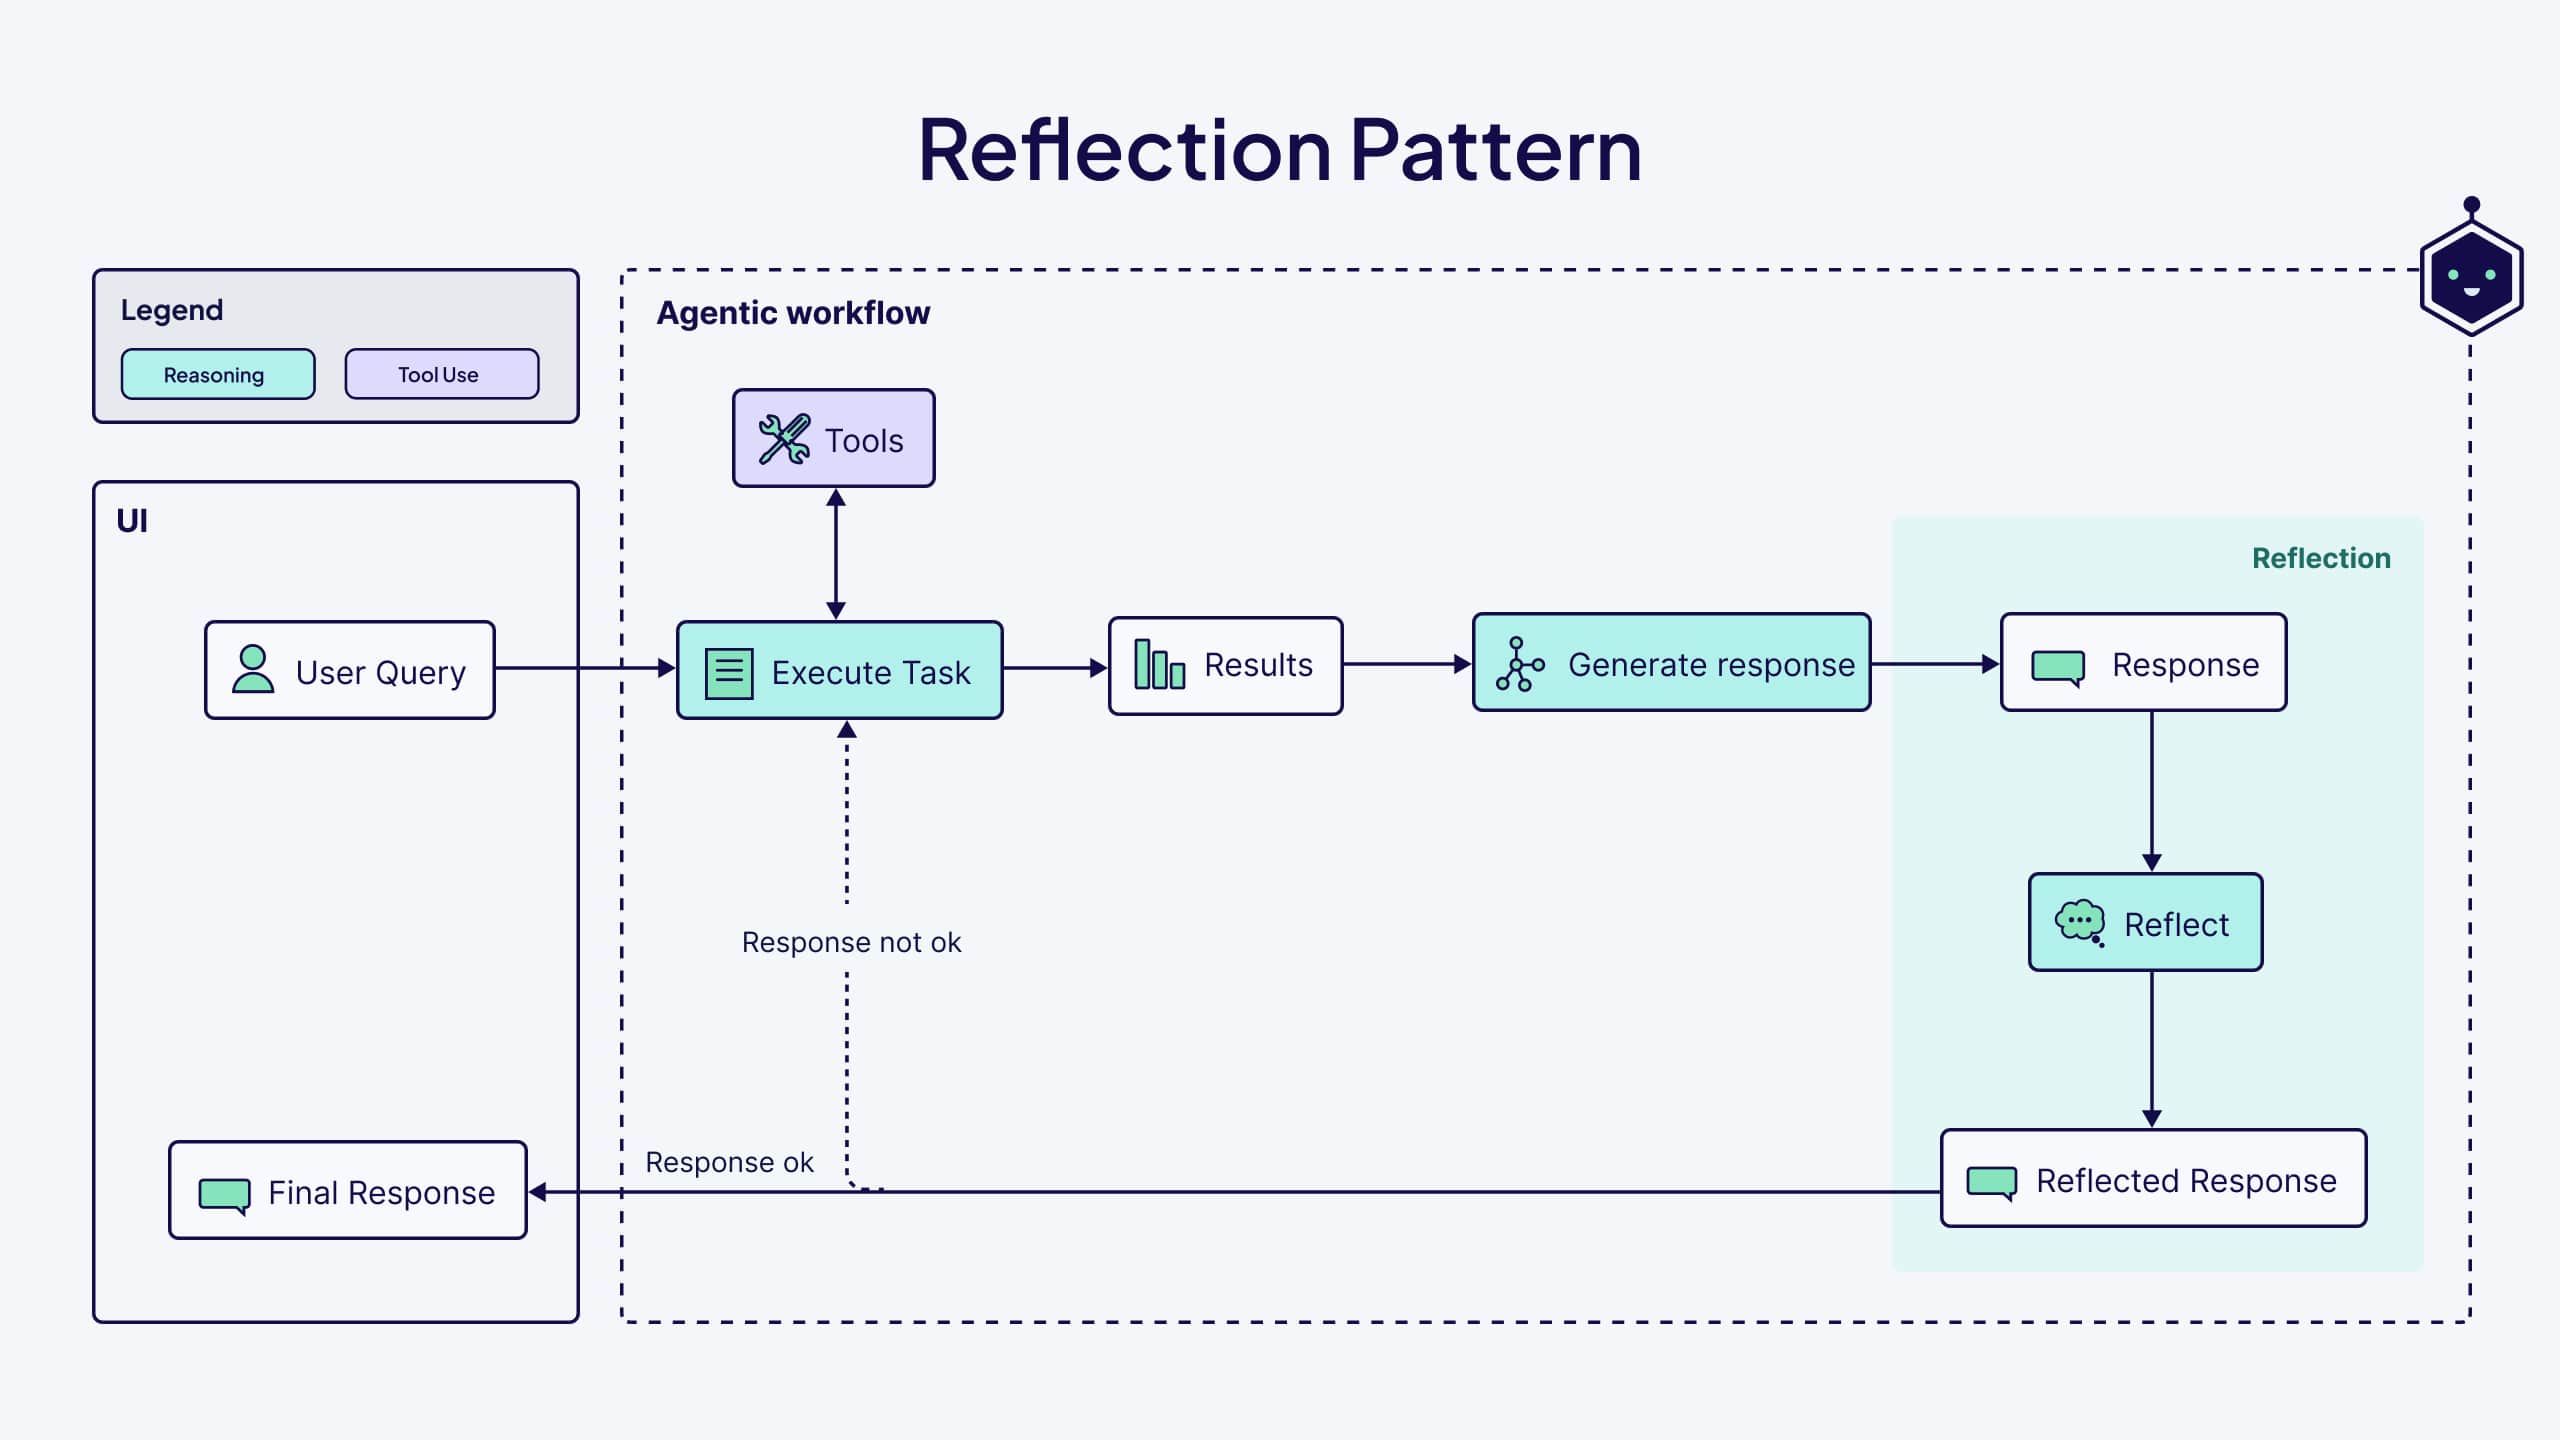 Reflection Pattern
Legend
Reasoning
Tool Use
UI
User Query
Final Response
Agentic workflow
Tools
Execute Task
Results
Generate response
Reflection
Response
Reflect
Reflected Response
Response not ok
Response ok